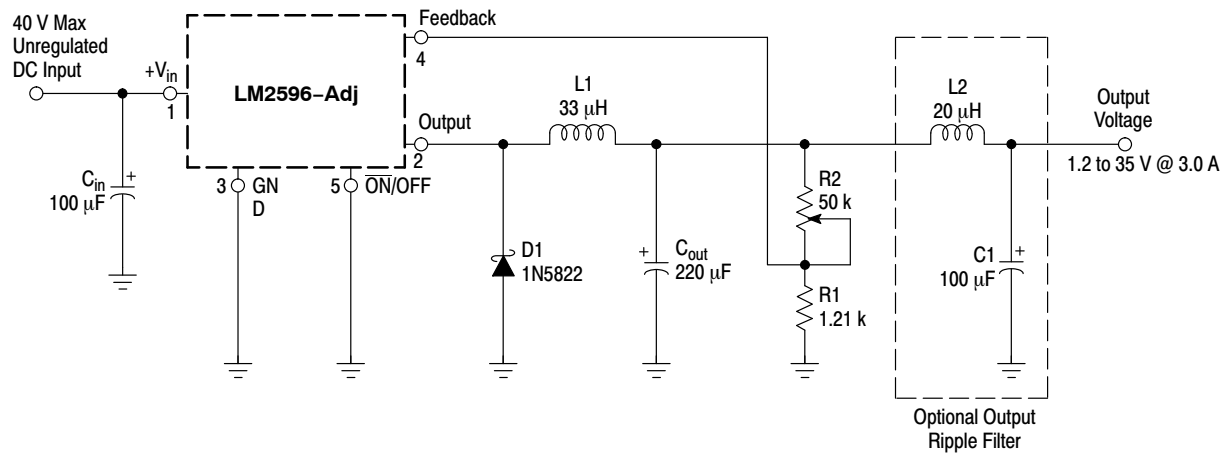 40 V Max
Unregulated
DC Input
+Vin
1
Cin
100 μF
+
LM2596−Adj
3
GN
D
5
ON/OFF
Feedback
4
Output
2
L1
33 μH
D1
1N5822
+
Cout
220 μF
R2
50 k
R1
1.21 k
L2
20 μH
C1
100 μF
+
Output
Voltage
1.2 to 35 V @ 3.0 A
Optional Output
Ripple Filter